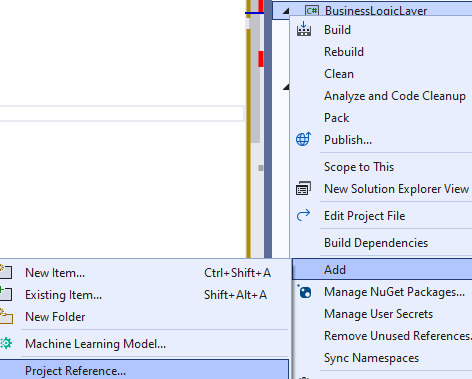 C# BusinessLogicLayer
Build
Rebuild
Clean
Analyze and Code Cleanup
Pack
Publish...
Scope to This
New Solution Explorer View
Edit Project File
Build Dependencies
Add
Manage NuGet Packages...
Manage User Secrets
Remove Unused References.
Sync Namespaces
New Item... Ctrl+Shift+A
Existing Item... Shift+Alt+A
New Folder
Machine Learning Model...
Project Reference...